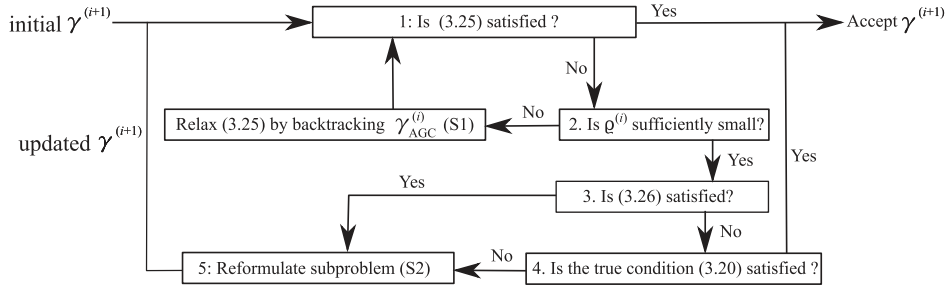 initial γ^(i+1)
1: Is (3.25) satisfied ?
Yes
Accept γ^(i+1)
No
Relax (3.25) by backtracking γ_AGC^(i) (S1)
No
2. Is ϱ^(i) sufficiently small?
updated γ^(i+1)
Yes
Yes
Yes
3. Is (3.26) satisfied?
No
5: Reformulate subproblem (S2)
No
4. Is the true condition (3.20) satisfied ?